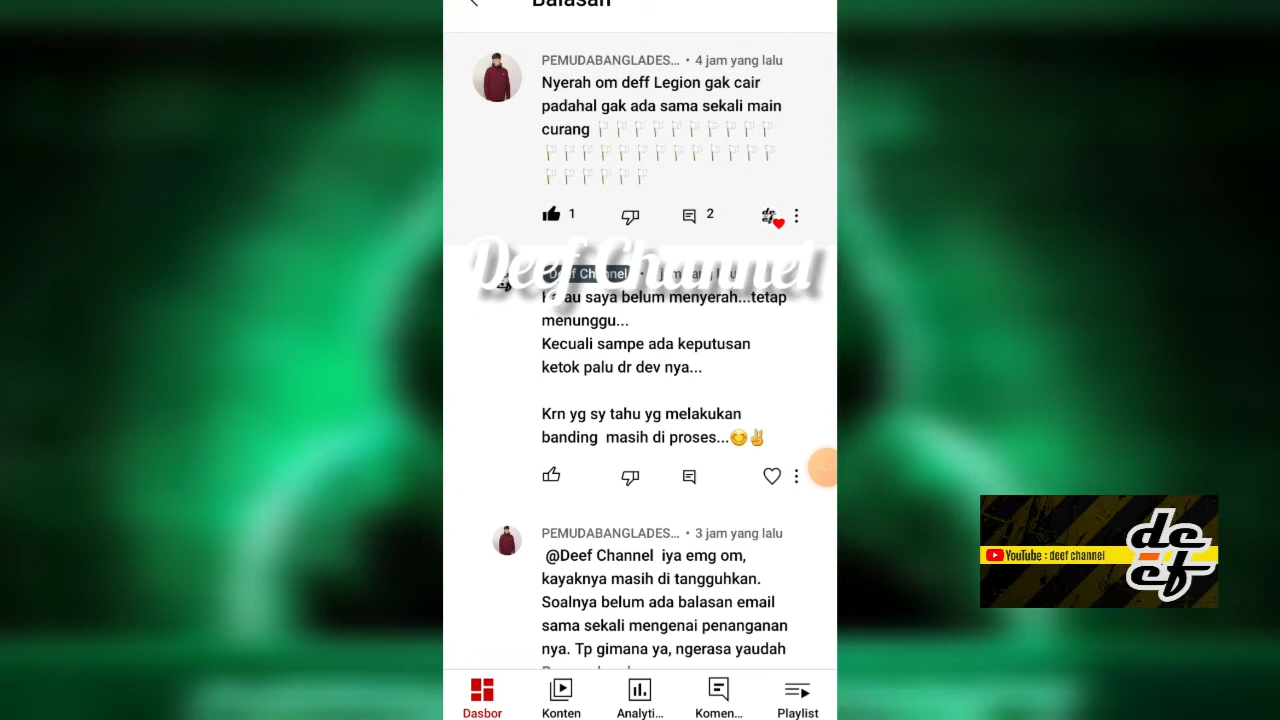 Balasan
PEMUDABANGLADES... • 4 jam yang lalu
Nyerah om deff Legion gak cair
padahal gak ada sama sekali main
curang
1
2
Deef Channel
Deef Channel
saya belum menyerah...tetap
menunggu...
Kecuali sampe ada keputusan
ketok palu dr dev nya...
Krn yg sy tahu yg melakukan
banding masih di proses...😊✌
PEMUDABANGLADES... • 3 jam yang lalu
@Deef Channel iya emg om,
kayaknya masih di tangguhkan.
Soalnya belum ada balasan email
sama sekali mengenai penanganan
nya. Tp gimana ya, ngerasa yaudah
Dasbor
Konten
Analyti...
Komen...
Playlist
YouTube : deef channel
deef